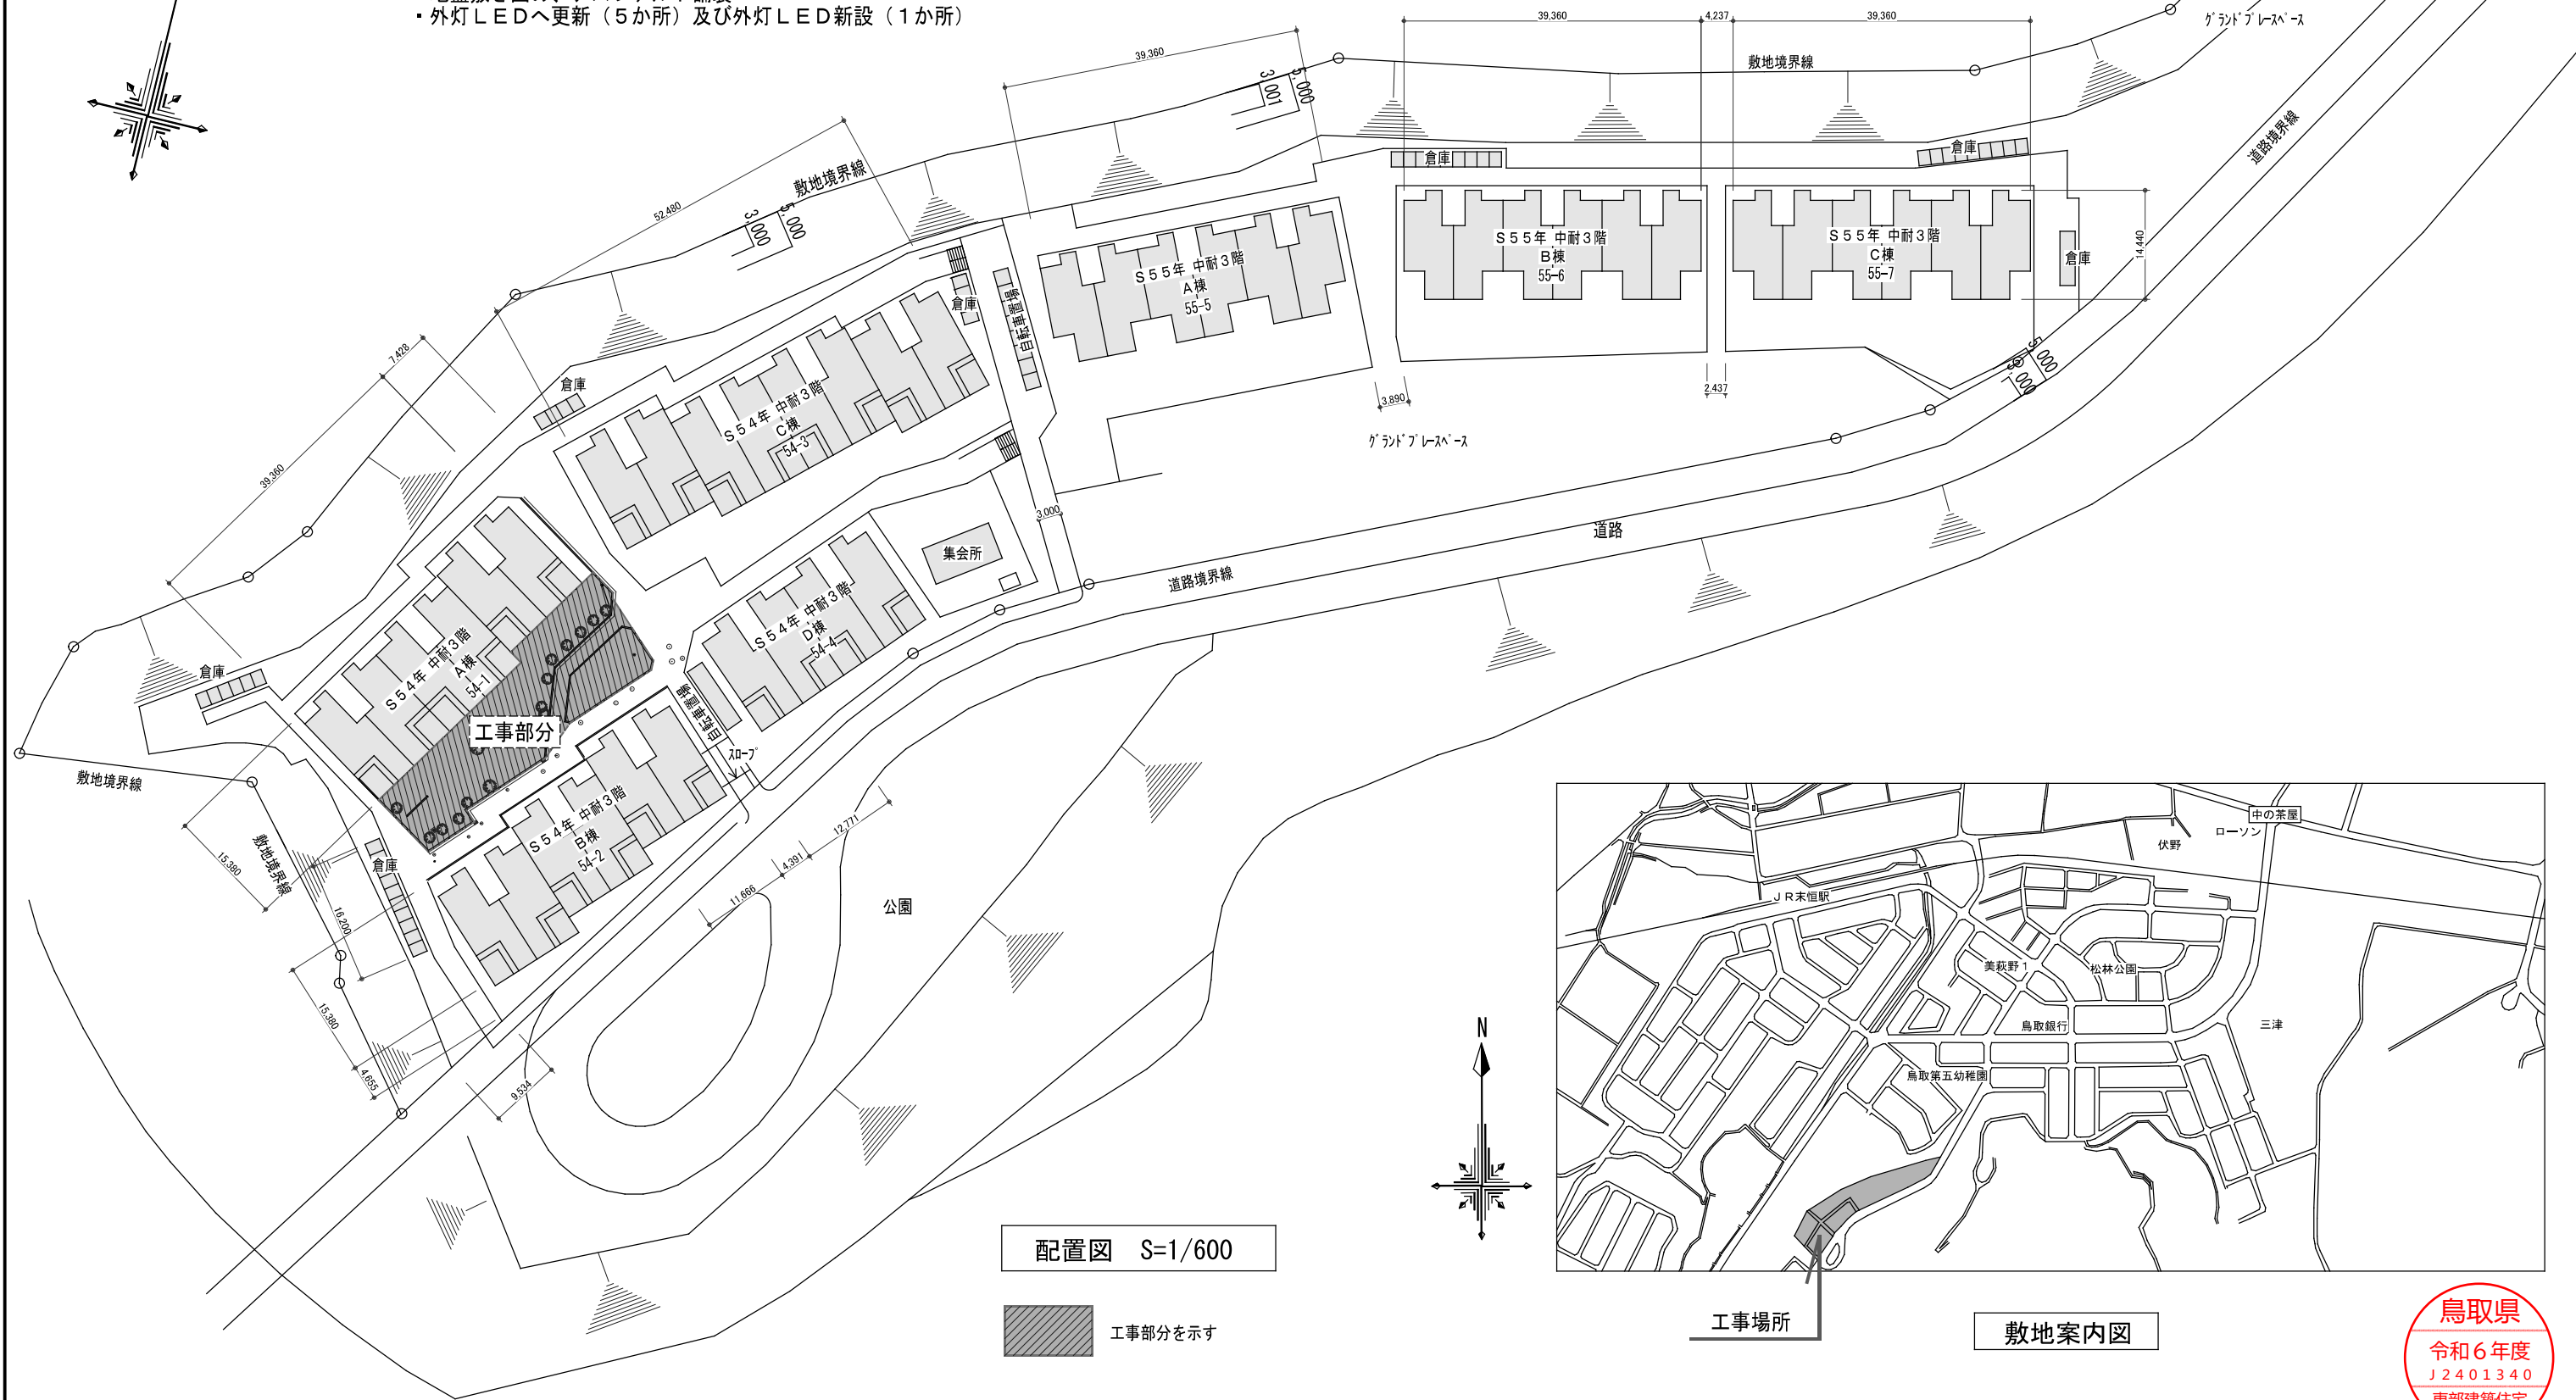 ・外灯ＬＥＤへ更新（５か所）及び外灯ＬＥＤ新設（１か所）
39,360
4,237
39,360
ｸﾞﾗﾝﾄﾞﾌﾟﾚｰｽﾍﾞｰｽ
39,360
3,001
5,000
敷地境界線
道路境界線
52,480
敷地境界線
3,000
5,000
倉庫
倉庫
Ｓ５５年 中耐３階
Ａ棟
55-5
Ｓ５５年 中耐３階
Ｂ棟
55-6
Ｓ５５年 中耐３階
Ｃ棟
55-7
倉庫
14,440
7,428
倉庫
倉庫
自転車置場
Ｓ５４年 中耐３階
Ｃ棟
54-3
3,890
2,437
5,000
3,000
ｸﾞﾗﾝﾄﾞﾌﾟﾚｰｽﾍﾞｰｽ
39,360
3,000
道路
道路境界線
集会所
Ｓ５４年 中耐３階
Ｄ棟
54-4
Ｓ５４年 中耐３階
Ａ棟
54-1
倉庫
工事部分
自転車置場
ｽﾛｰﾌﾟ
敷地境界線
敷地境界線
15,380
倉庫
Ｓ５４年 中耐３階
Ｂ棟
54-2
12,771
4,391
11,666
公園
16,200
15,380
4,655
9,534
中の茶屋
ローソン
伏野
ＪＲ末恒駅
美萩野１
松林公園
鳥取銀行
三津
鳥取第五幼稚園
N
配置図　S=1/600
工事部分を示す
工事場所
敷地案内図
鳥取県
令和６年度
Ｊ２４０１３４０